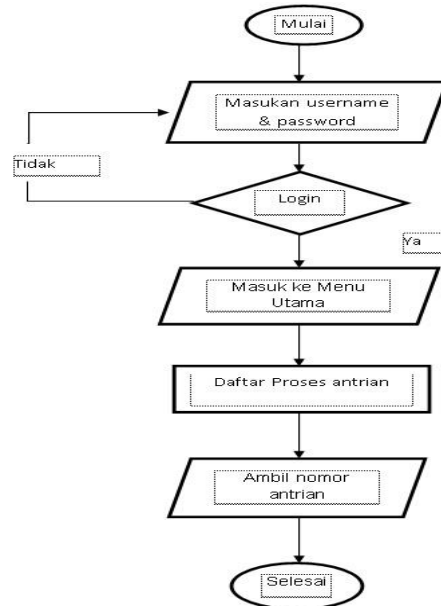 Mulai
Masukan username
& password
Tidak
Login
Ya
Masuk ke Menu
Utama
Daftar Proses antrian
Ambil nomor
antrian
Selesai